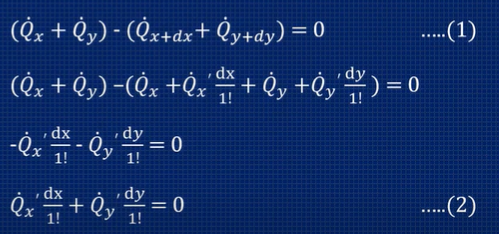 (Q̇ₓ + Q̇ᵧ) - (Q̇ₓ₊dx + Q̇ᵧ₊dy) = 0 .....(1)
(Q̇ₓ + Q̇ᵧ) –(Q̇ₓ +Q̇ₓ′ dx/1! + Q̇ᵧ +Q̇ᵧ′ dy/1! ) = 0
-Q̇ₓ′ dx/1! - Q̇ᵧ′ dy/1! = 0
Q̇ₓ′ dx/1! + Q̇ᵧ′ dy/1! = 0 .....(2)